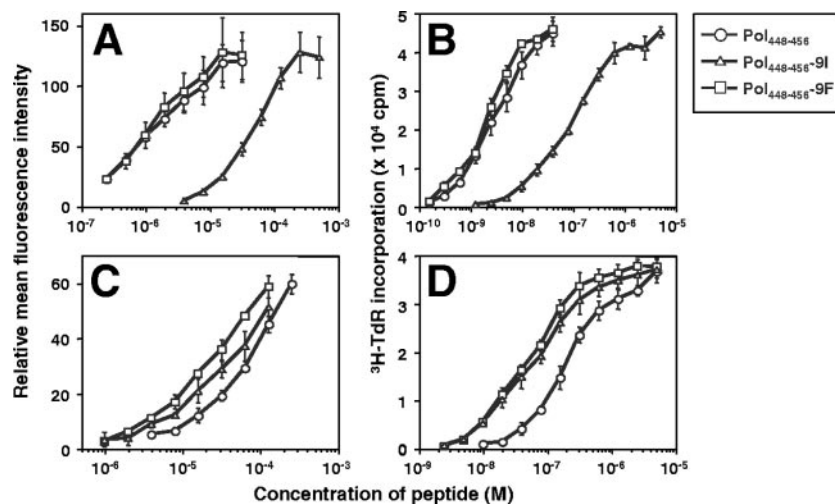 Relative mean fluorescence intensity
³H-TdR incorporation (x 10⁴ cpm)
Concentration of peptide (M)
A
150
100
50
0
10⁻⁷ 10⁻⁶ 10⁻⁵ 10⁻⁴ 10⁻³
B
5
4
3
2
1
0
10⁻¹⁰ 10⁻⁹ 10⁻⁸ 10⁻⁷ 10⁻⁶ 10⁻⁵
Pol₄₄₈₋₄₅₆
Pol₄₄₈₋₄₅₆-9I
Pol₄₄₈₋₄₅₆-9F
C
60
40
20
0
10⁻⁶ 10⁻⁵ 10⁻⁴ 10⁻³
D
4
3
2
1
0
10⁻⁹ 10⁻⁸ 10⁻⁷ 10⁻⁶ 10⁻⁵